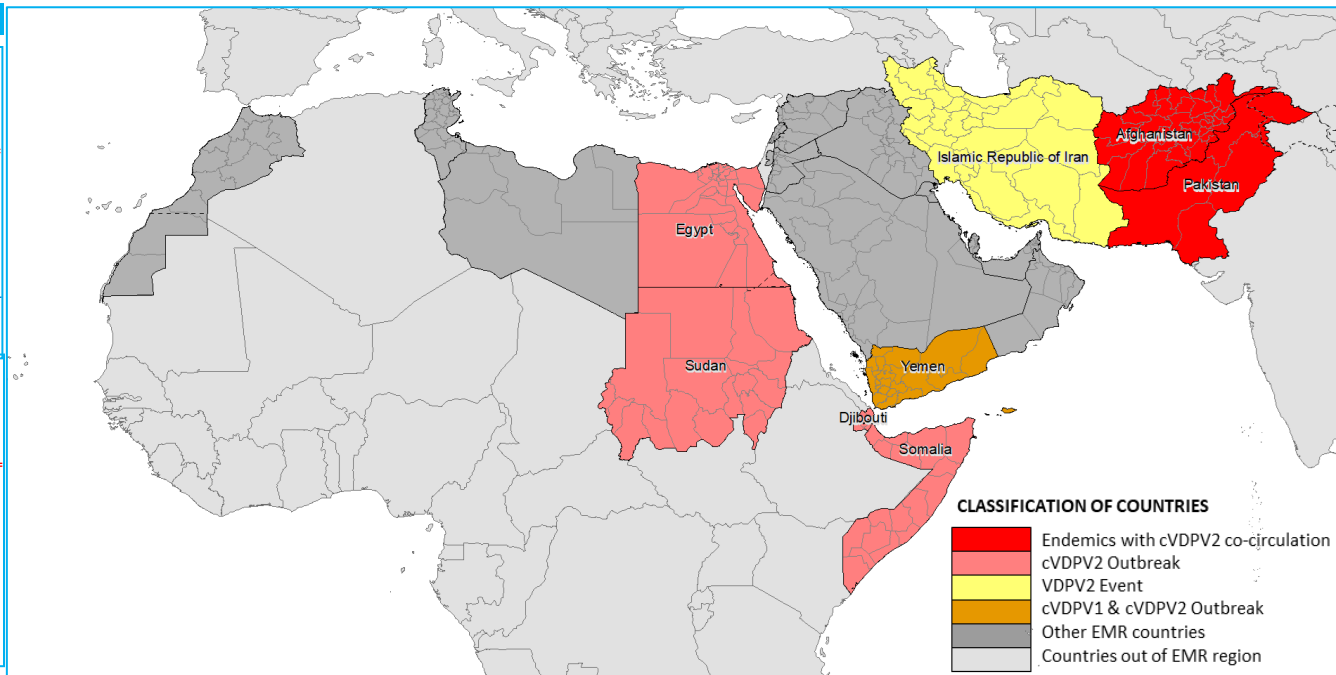 Afghanistan
Islamic Republic of Iran
Pakistan
Egypt
Sudan
Yemen
Djibouti
Somalia
CLASSIFICATION OF COUNTRIES
Endemics with cVDPV2 co-circulation
cVDPV2 Outbreak
VDPV2 Event
cVDPV1 & cVDPV2 Outbreak
Other EMR countries
Countries out of EMR region